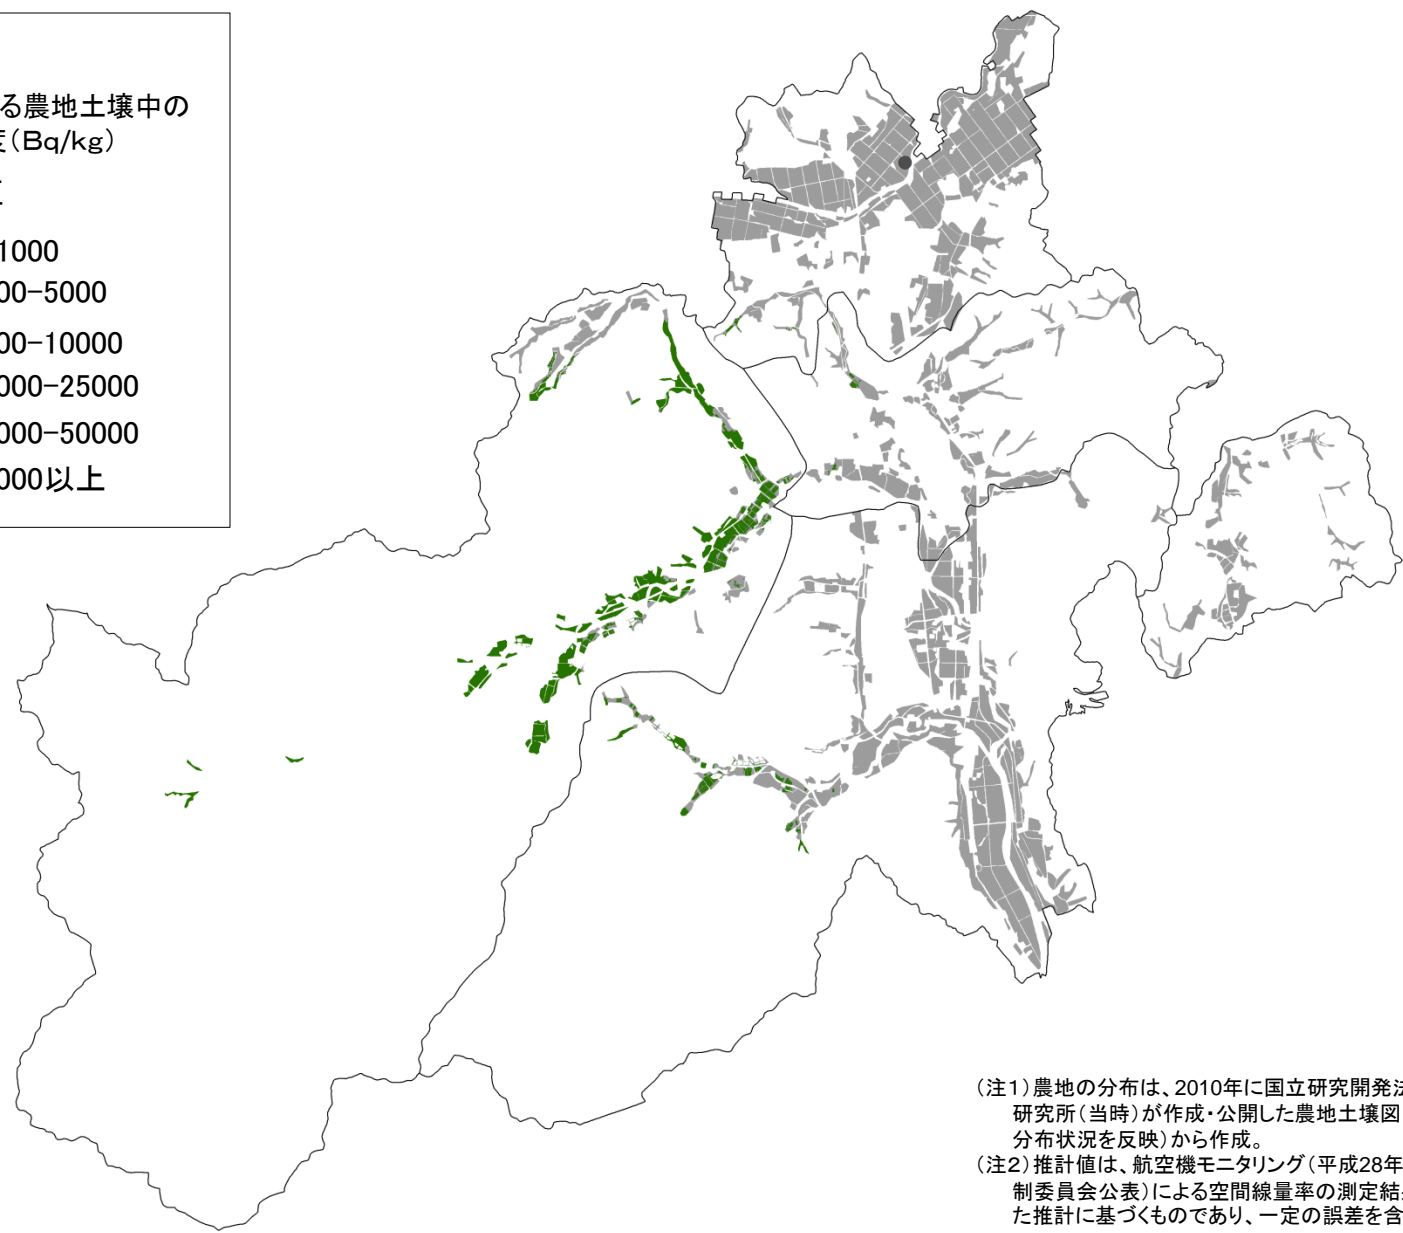 る農地土壌中の
度（Bq/kg）
1000
00-5000
00-10000
000-25000
000-50000
000以上
（注1）農地の分布は、2010年に国立研究開発法
研究所（当時）が作成・公開した農地土壌図
分布状況を反映）から作成。
（注2）推計値は、航空機モニタリング（平成28年
制委員会公表）による空間線量率の測定結
た推計に基づくものであり、一定の誤差を含